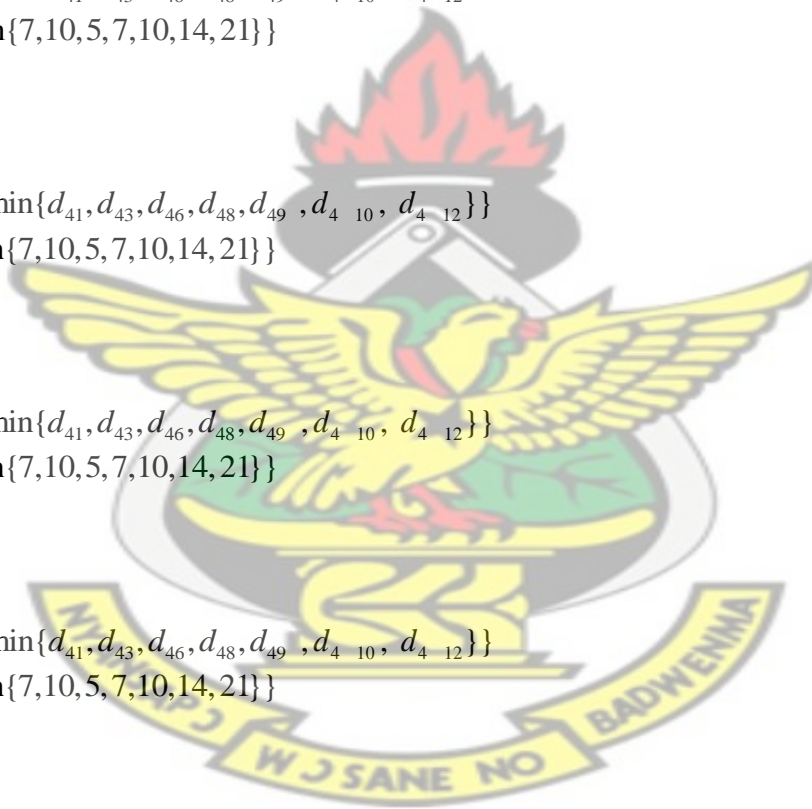 {7,10,5,7,10,14,21}}
min{d₄₁,d₄₃,d₄₆,d₄₈,d₄₉ ,d₄ ₁₀, d₄ ₁₂}}
{7,10,5,7,10,14,21}}
min{d₄₁,d₄₃,d₄₆,d₄₈,d₄₉ ,d₄ ₁₀, d₄ ₁₂}}
{7,10,5,7,10,14,21}}
min{d₄₁,d₄₃,d₄₆,d₄₈,d₄₉ ,d₄ ₁₀, d₄ ₁₂}}
{7,10,5,7,10,14,21}}
W Ɔ SANE NO
BADWENMA